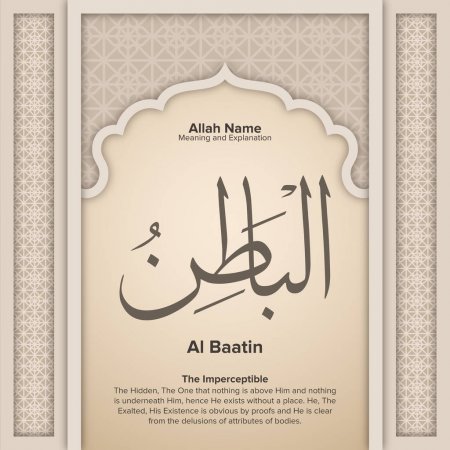 Allah Name
Meaning and Explanation
الْبَاطِنُ
Al Baatin
The Imperceptible
The Hidden, The One that nothing is above Him and nothing
is underneath Him, hence He exists without a place. He, The
Exalted, His Existence is obvious by proofs and He is clear
from the delusions of attributes of bodies.